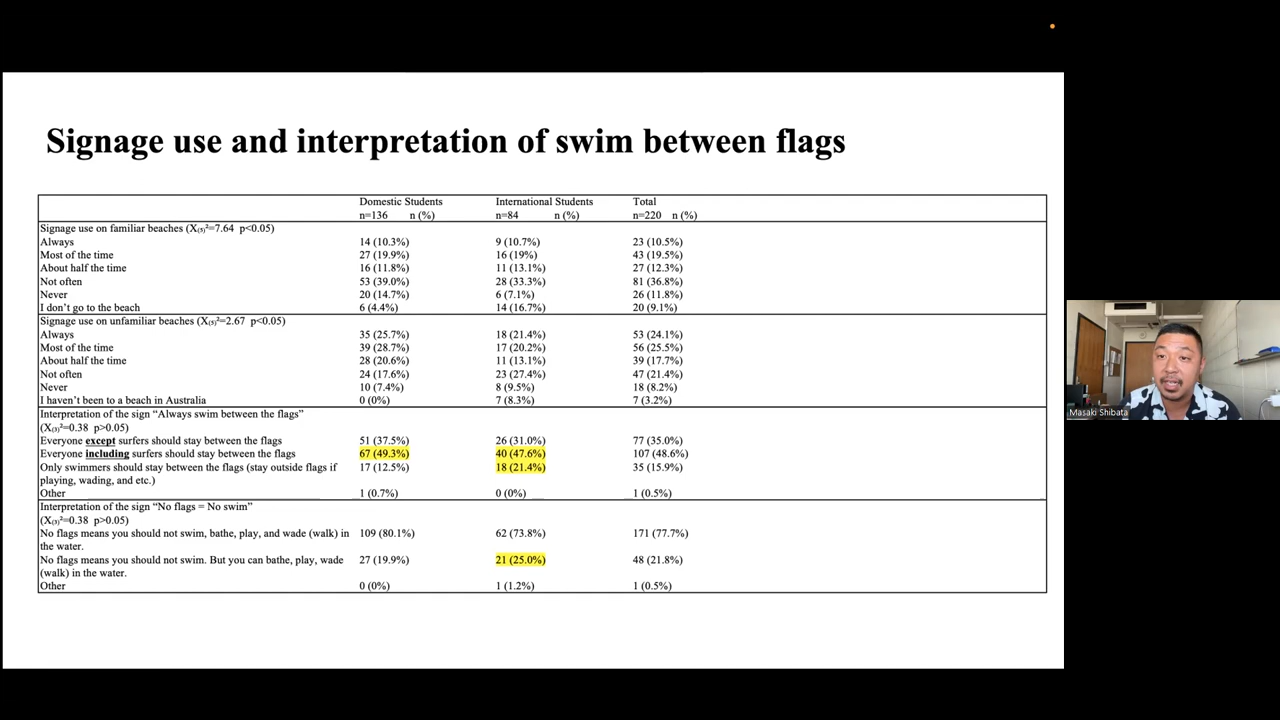 Signage use and interpretation of swim between flags
Domestic Students International Students Total
n=136 n (%) n=84 n (%) n=220 n (%)
Signage use on familiar beaches (X₍₅₎²=7.64 p<0.05)
Always 14 (10.3%) 9 (10.7%) 23 (10.5%)
Most of the time 27 (19.9%) 16 (19%) 43 (19.5%)
About half the time 16 (11.8%) 11 (13.1%) 27 (12.3%)
Not often 53 (39.0%) 28 (33.3%) 81 (36.8%)
Never 20 (14.7%) 6 (7.1%) 26 (11.8%)
I don't go to the beach 6 (4.4%) 14 (16.7%) 20 (9.1%)
Signage use on unfamiliar beaches (X₍₅₎²=2.67 p<0.05)
Always 35 (25.7%) 18 (21.4%) 53 (24.1%)
Most of the time 39 (28.7%) 17 (20.2%) 56 (25.5%)
About half the time 28 (20.6%) 11 (13.1%) 39 (17.7%)
Not often 24 (17.6%) 23 (27.4%) 47 (21.4%)
Never 10 (7.4%) 8 (9.5%) 18 (8.2%)
I haven't been to a beach in Australia 0 (0%) 7 (8.3%) 7 (3.2%)
Interpretation of the sign "Always swim between the flags"
(X₍₃₎²=0.38 p>0.05)
Everyone except surfers should stay between the flags 51 (37.5%) 26 (31.0%) 77 (35.0%)
Everyone including surfers should stay between the flags 67 (49.3%) 40 (47.6%) 107 (48.6%)
Only swimmers should stay between the flags (stay outside flags if 17 (12.5%) 18 (21.4%) 35 (15.9%)
playing, wading, and etc.)
Other 1 (0.7%) 0 (0%) 1 (0.5%)
Interpretation of the sign "No flags = No swim"
(X₍₃₎²=0.38 p>0.05)
No flags means you should not swim, bathe, play, and wade (walk) in 109 (80.1%) 62 (73.8%) 171 (77.7%)
the water.
No flags means you should not swim. But you can bathe, play, wade 27 (19.9%) 21 (25.0%) 48 (21.8%)
(walk) in the water.
Other 0 (0%) 1 (1.2%) 1 (0.5%)
Masaki Shibata